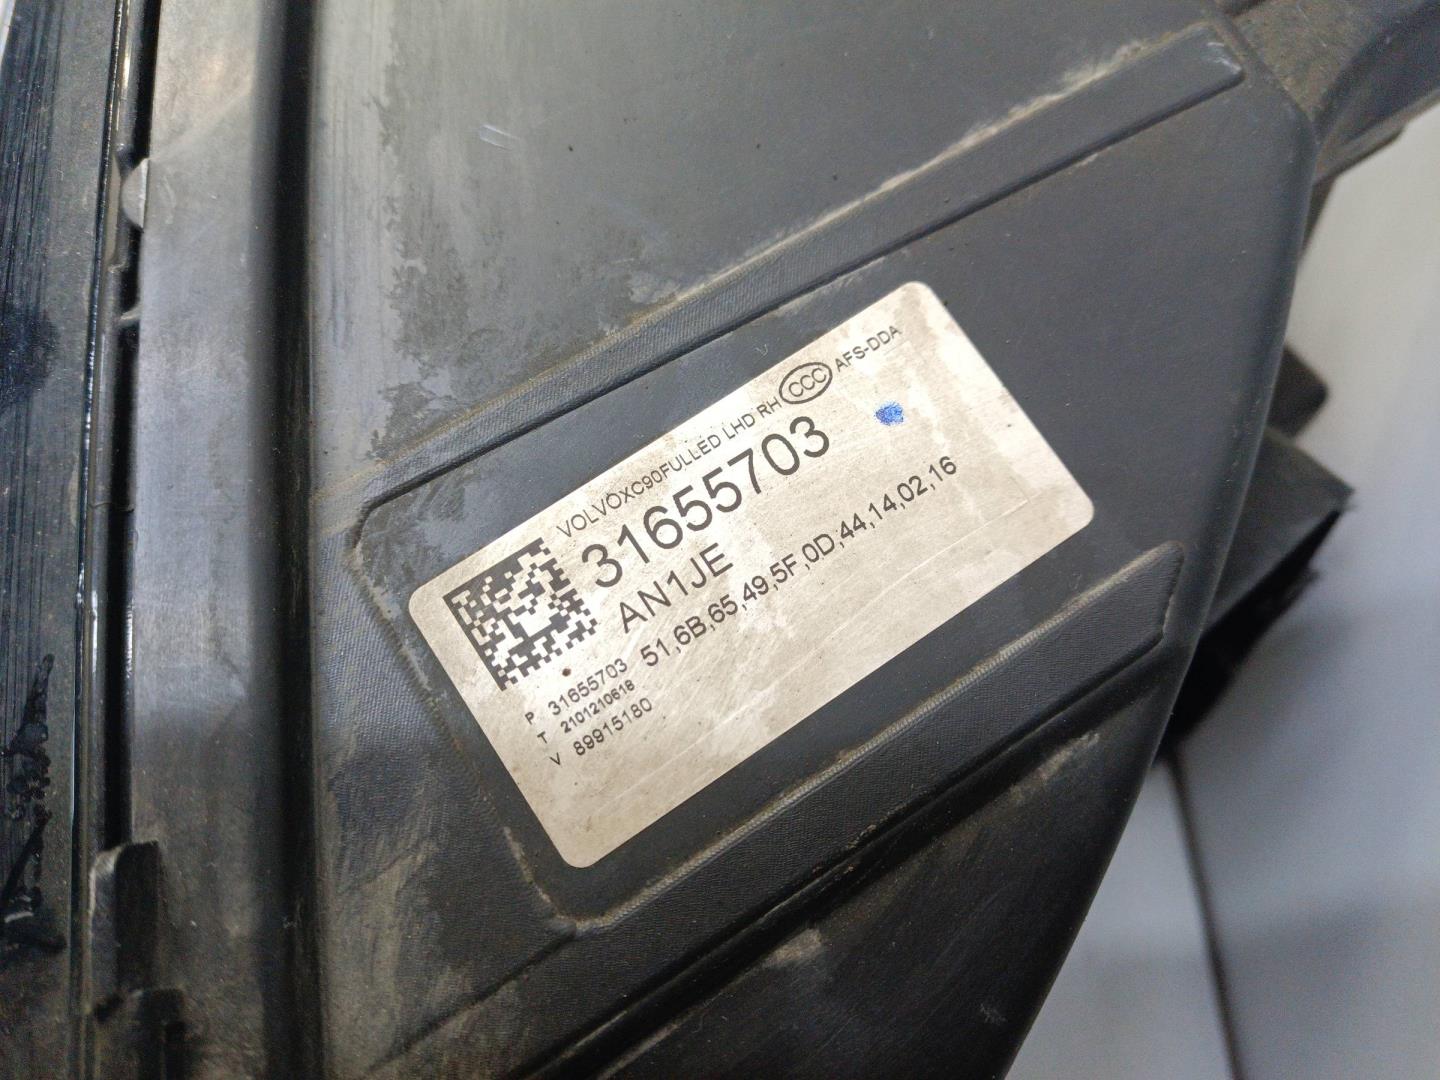 VOLVOXC90FULLED LHD RH CCC AFS-DDA
31655703
AN1JE
51,6B,65,49,5F,0D,44,14,02,16
P 31655703
T 2101210618
V 89915180